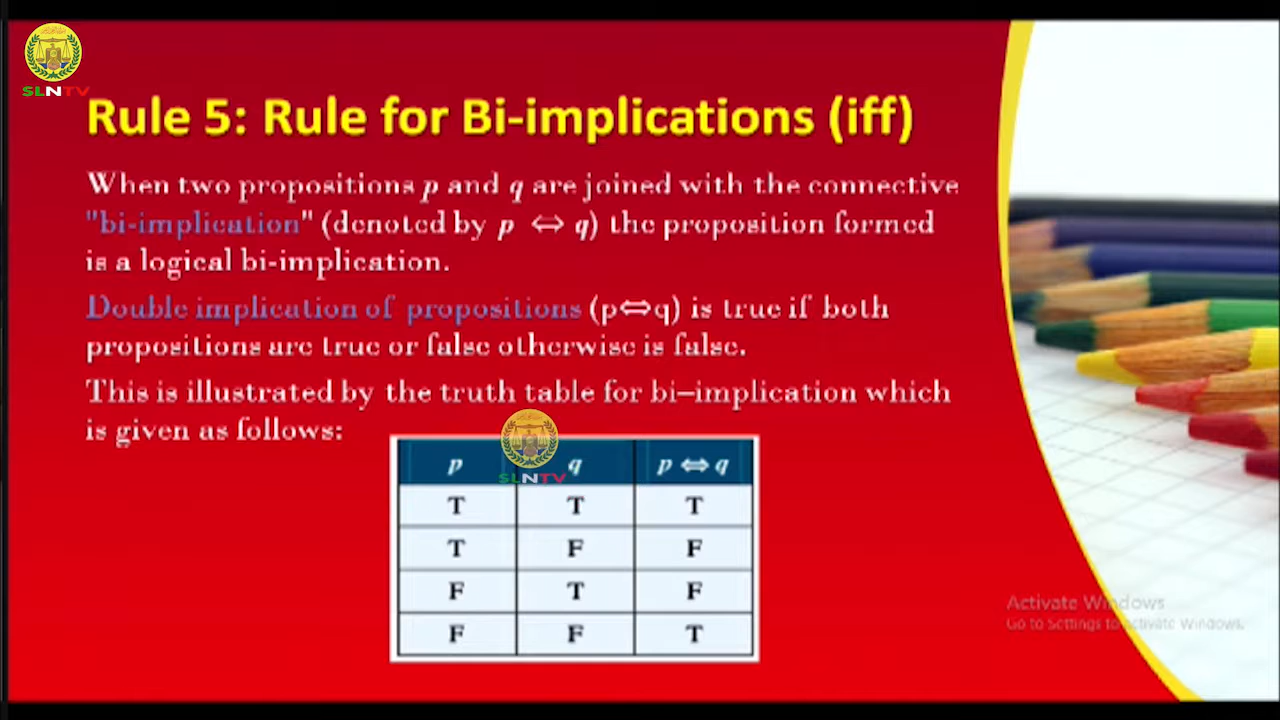 SLNTV
Rule 5: Rule for Bi-implications (iff)
When two propositions p and q are joined with the connective
"bi-implication" (denoted by p ⇔ q) the proposition formed
is a logical bi-implication.
Double implication of propositions (p⇔q) is true if both
propositions are true or false otherwise is false.
This is illustrated by the truth table for bi–implication which
is given as follows:
SLNTV
p q p ⇔ q
T T T
T F F
F T F
F F T
Activate Windows
Go to Settings to activate Windows.